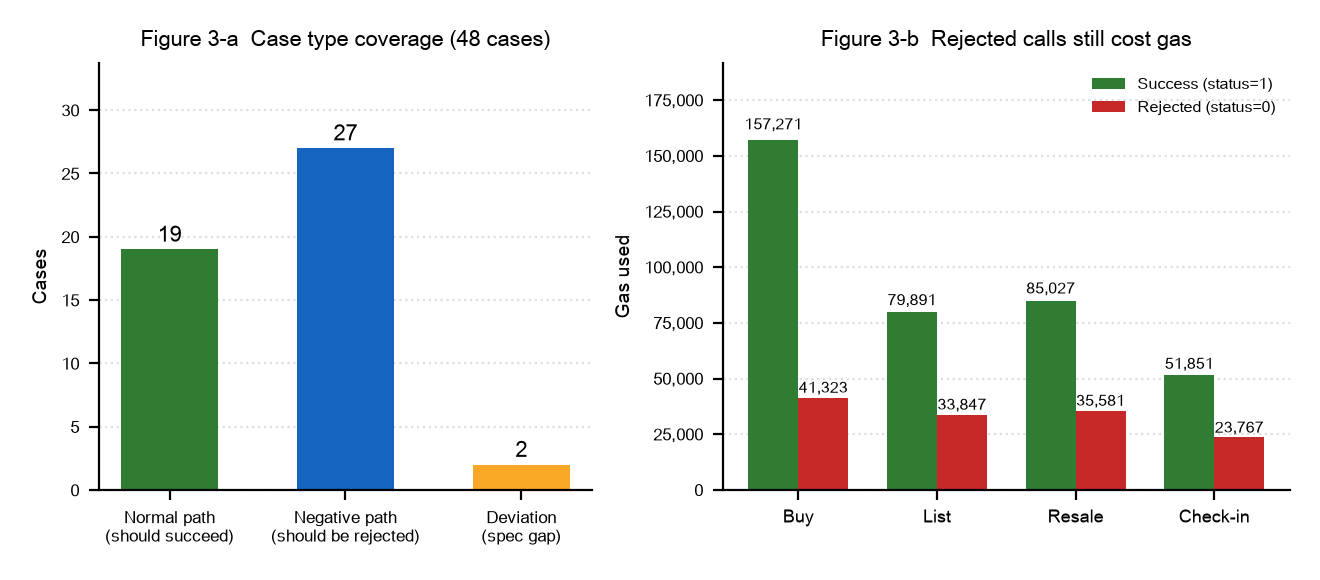 Figure 3-a  Case type coverage (48 cases)
Cases
30
25
20
15
10
5
0
19
27
2
Normal path
(should succeed)
Negative path
(should be rejected)
Deviation
(spec gap)
Figure 3-b  Rejected calls still cost gas
Gas used
175,000
150,000
125,000
100,000
75,000
50,000
25,000
0
Success (status=1)
Rejected (status=0)
157,271
41,323
79,891
33,847
85,027
35,581
51,851
23,767
Buy
List
Resale
Check-in